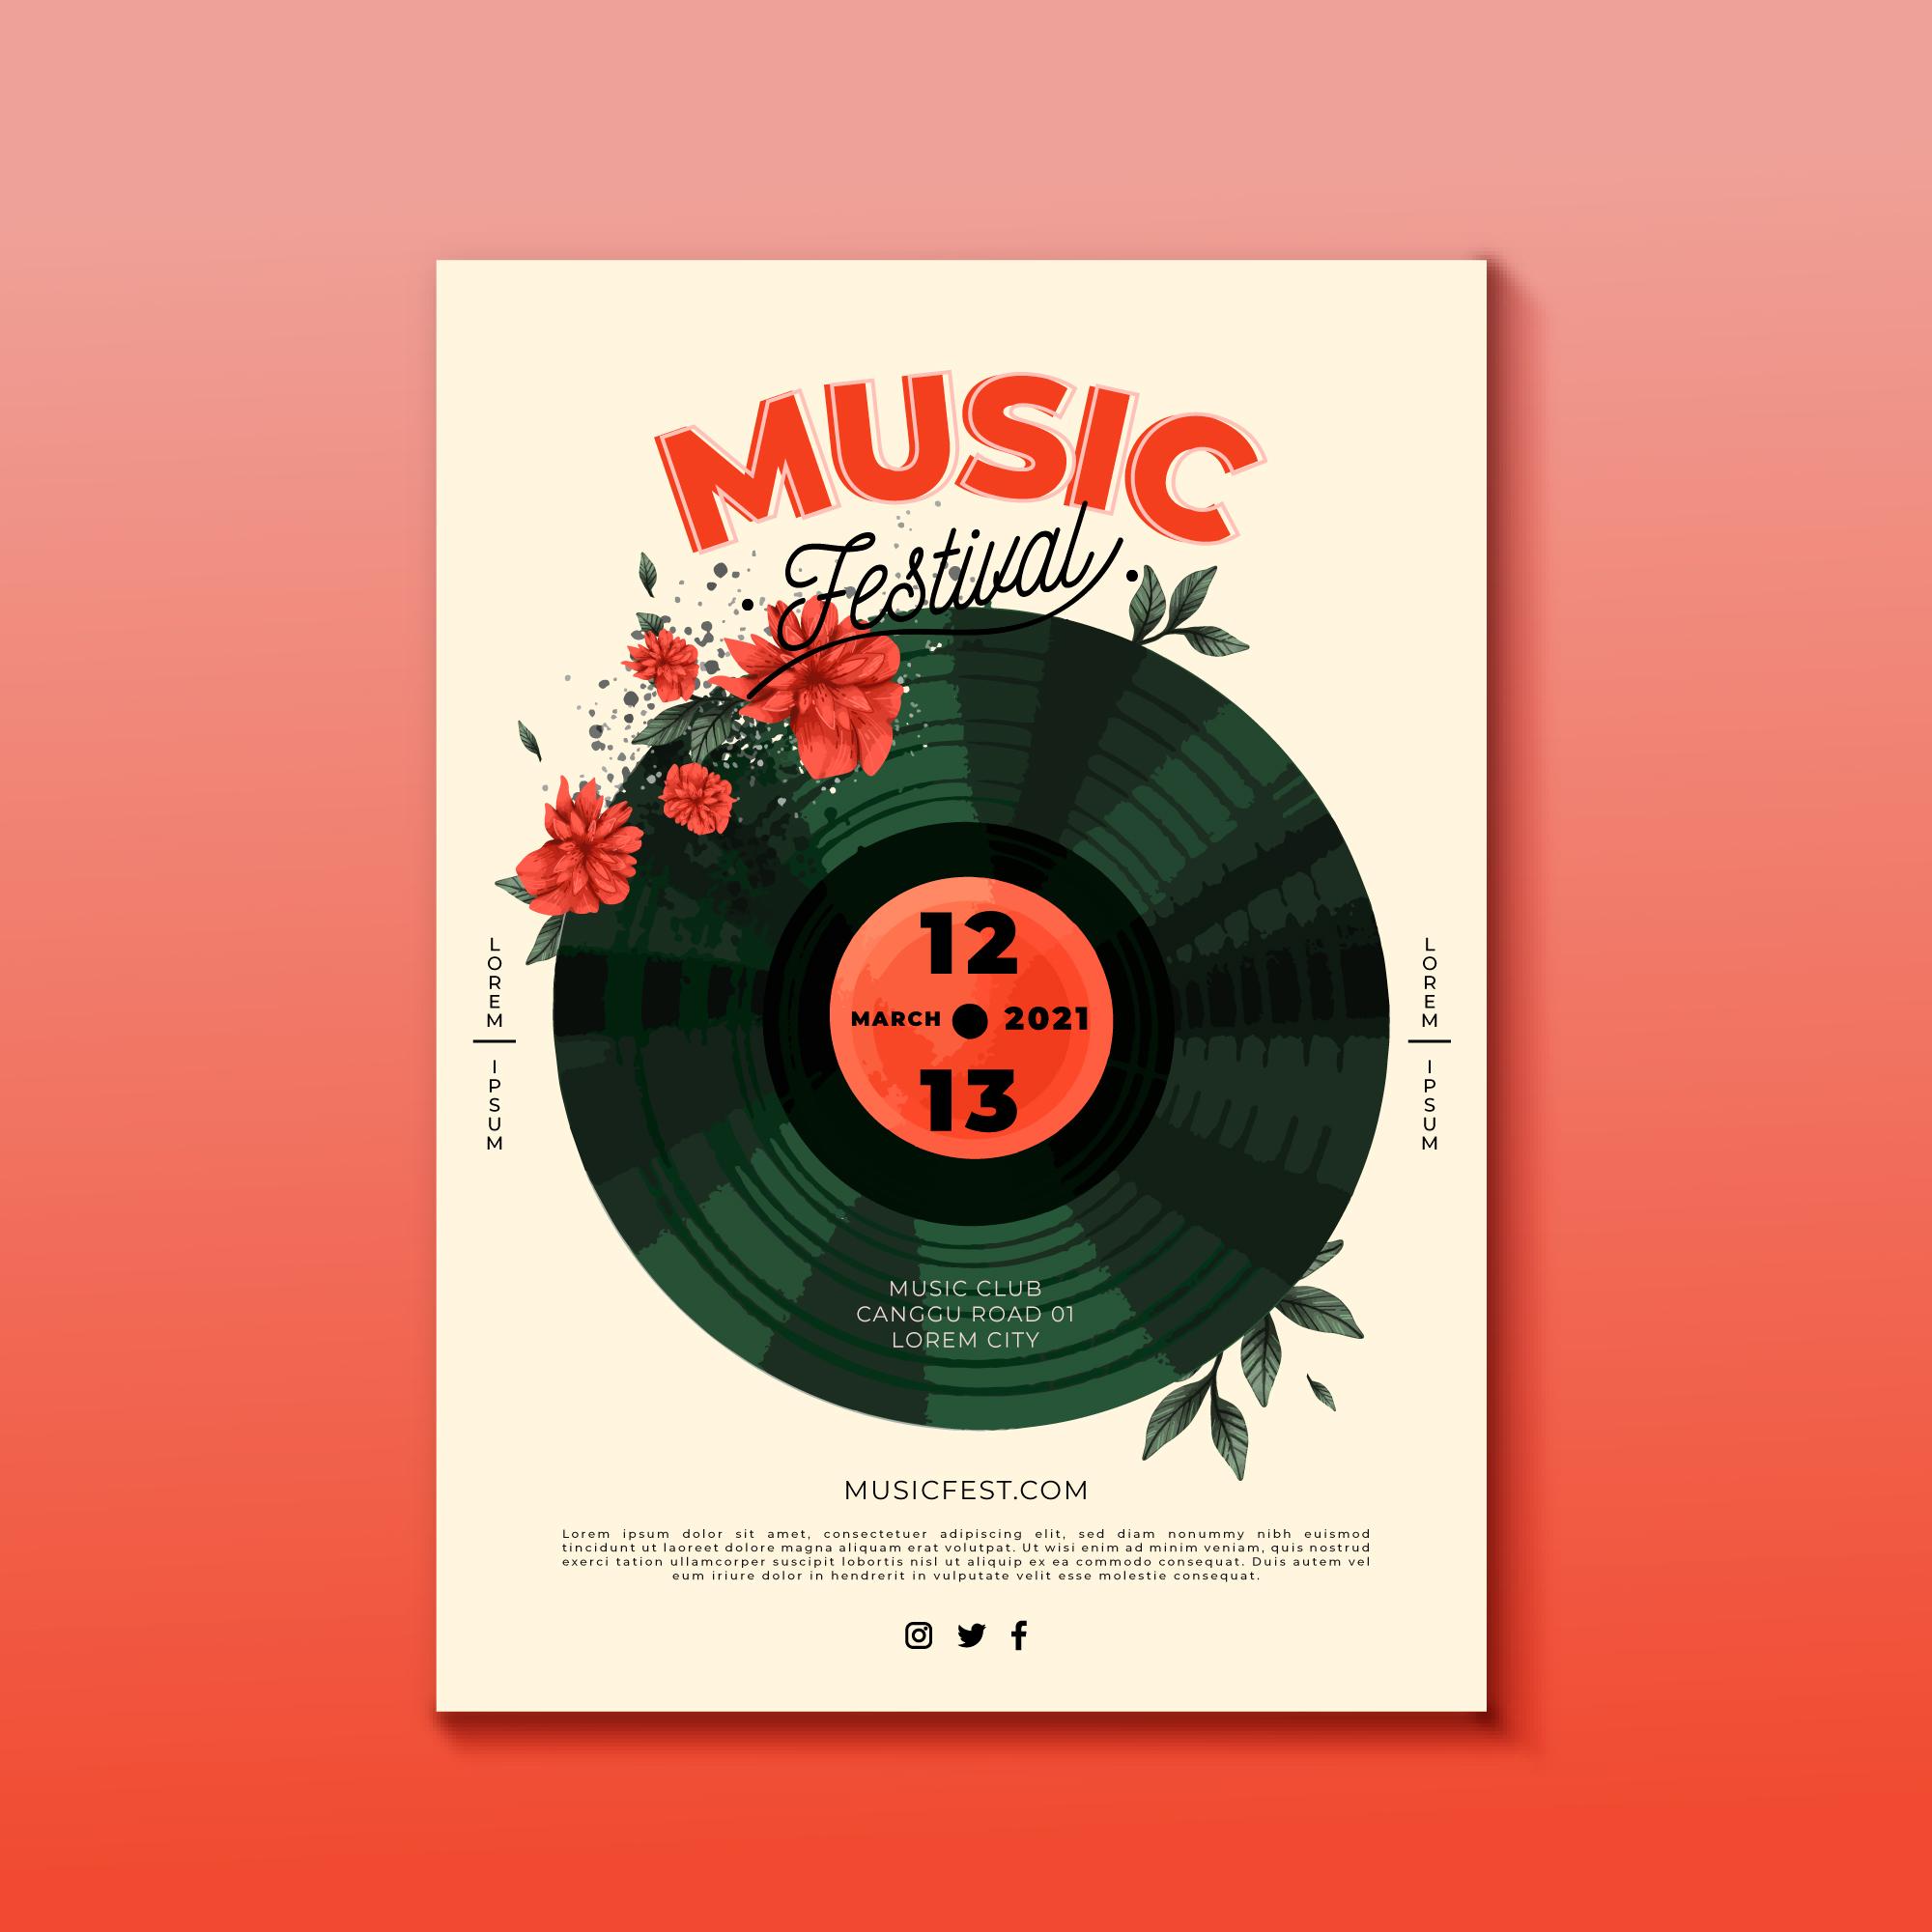 MUSIC
Festival
12
MARCH 2021
13
LOREM
IPSUM
LOREM
IPSUM
MUSIC CLUB
CANGGU ROAD 01
LOREM CITY
MUSICFEST.COM
Lorem ipsum dolor sit amet, consectetuer adipiscing elit, sed diam nonummy nibh euismod
tincidunt ut laoreet dolore magna aliquam erat volutpat. Ut wisi enim ad minim veniam, quis nostrud
exerci tation ullamcorper suscipit lobortis nisl ut aliquip ex ea commodo consequat. Duis autem vel
eum iriure dolor in hendrerit in vulputate velit esse molestie consequat.